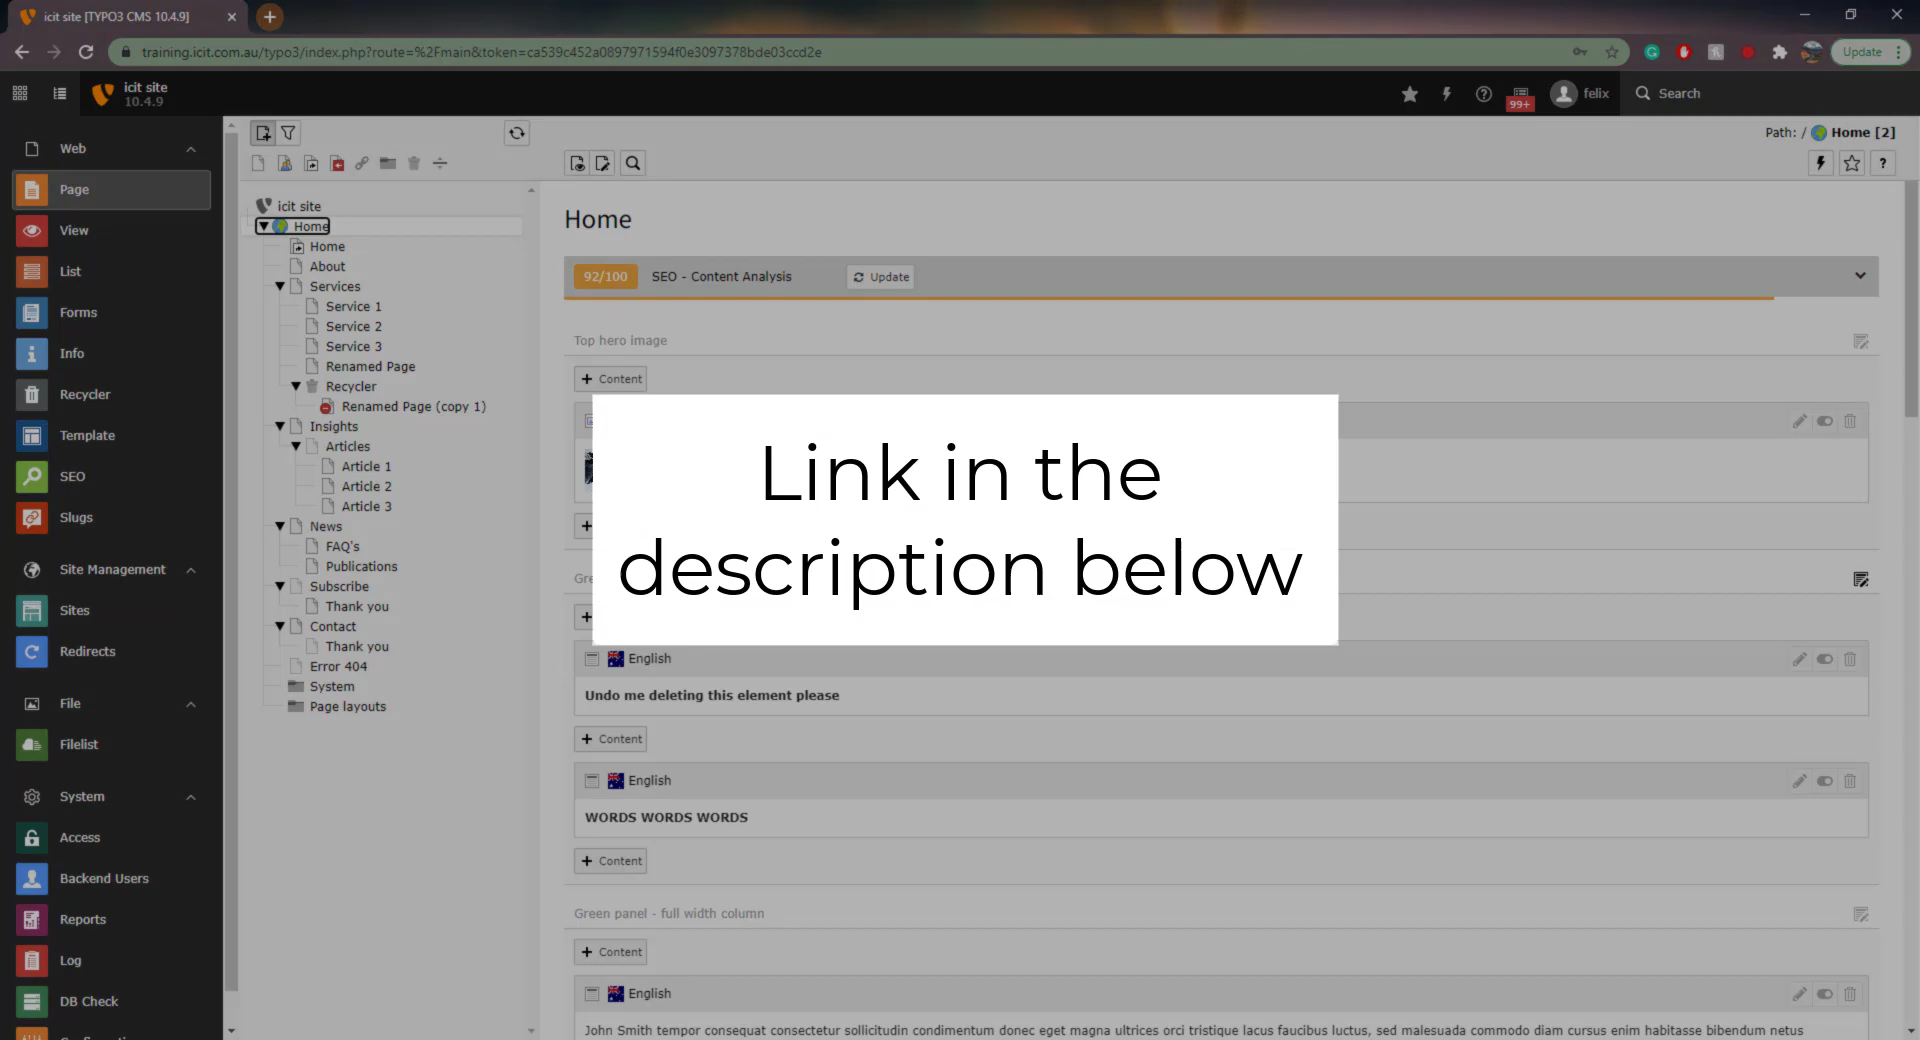 icit site [TYPO3 CMS 10.4.9]
training.icit.com.au/typo3/index.php?route=%2Fmain&token=ca539c452a0897971594f0e3097378bde03ccd2e
Update
icit site
10.4.9
99+
felix
Search
Web
Page
View
List
Forms
Info
Recycler
Template
SEO
Slugs
Site Management
Sites
Redirects
File
Filelist
System
Access
Backend Users
Reports
Log
DB Check
icit site
Home
Home
About
Services
Service 1
Service 2
Service 3
Renamed Page
Recycler
Renamed Page (copy 1)
Insights
Articles
Article 1
Article 2
Article 3
News
FAQ's
Publications
Subscribe
Thank you
Contact
Thank you
Error 404
System
Page layouts
Path: / Home [2]
Home
92/100 SEO - Content Analysis Update
Top hero image
+ Content
Link in the
description below
English
Undo me deleting this element please
+ Content
English
WORDS WORDS WORDS
+ Content
Green panel - full width column
+ Content
English
John Smith tempor consequat consectetur sollicitudin condimentum donec eget magna ultrices orci tristique lacus faucibus luctus, sed malesuada commodo diam cursus enim habitasse bibendum netus